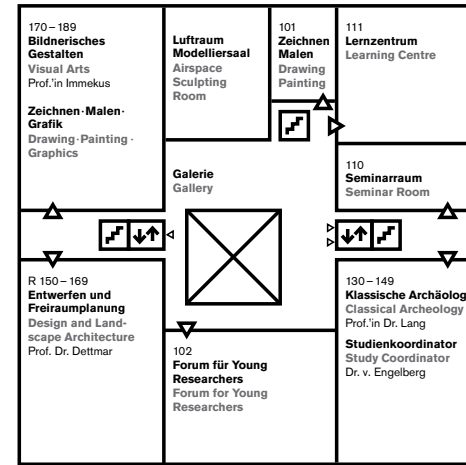 170 – 189
Bildnerisches
Gestalten
Visual Arts
Prof.'in Immekus
Zeichnen·Malen·
Grafik
Drawing·Painting·
Graphics
Luftraum
Modelliersaal
Airspace
Sculpting
Room
101
Zeichnen
Malen
Drawing
Painting
111
Lernzentrum
Learning Centre
110
Seminarraum
Seminar Room
Galerie
Gallery
R 150 – 169
Entwerfen und
Freiraumplanung
Design and Land-
scape Architecture
Prof. Dr. Dettmar
102
Forum für Young
Researchers
Forum for Young
Researchers
130 – 149
Klassische Archäolog
Classical Archeology
Prof.'in Dr. Lang
Studienkoordinator
Study Coordinator
Dr. v. Engelberg